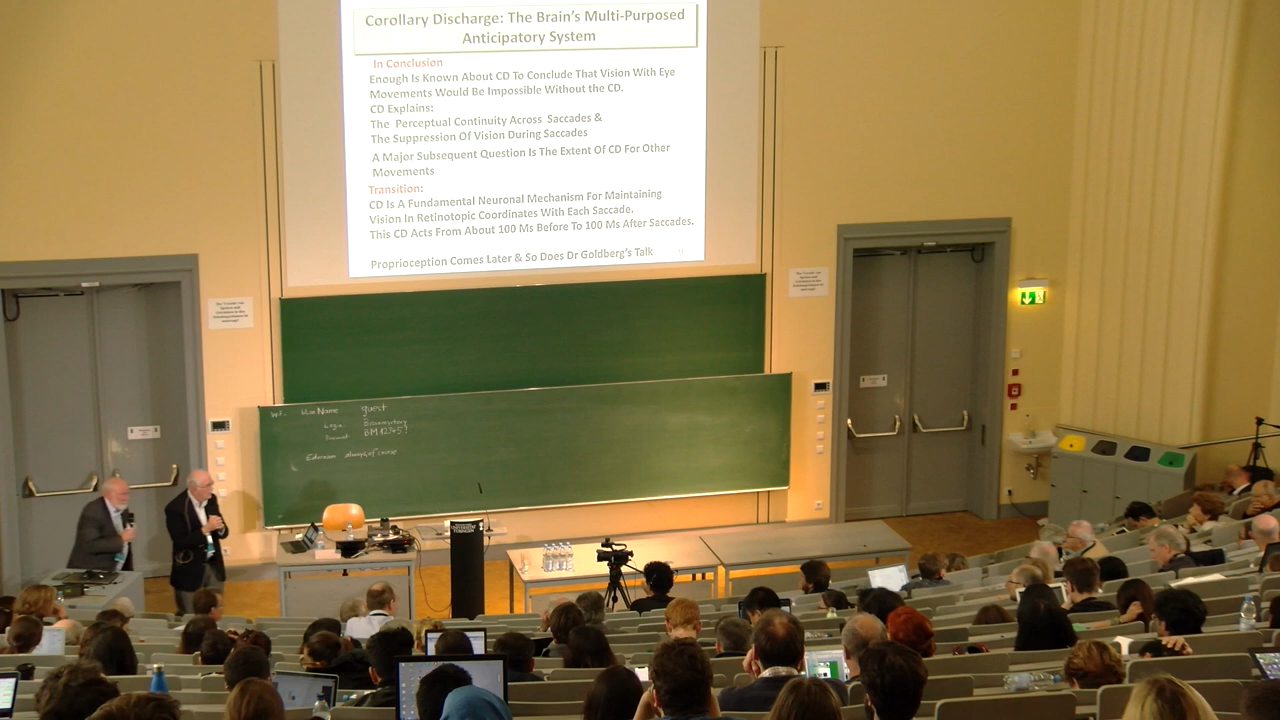 Corollary Discharge: The Brain's Multi-Purposed
Anticipatory System
In Conclusion
Enough Is Known About CD To Conclude That Vision With Eye
Movements Would Be Impossible Without the CD.
CD Explains:
The Perceptual Continuity Across Saccades &
The Suppression Of Vision During Saccades
A Major Subsequent Question Is The Extent Of CD For Other
Movements
Transition:
CD Is A Fundamental Neuronal Mechanism For Maintaining
Vision In Retinotopic Coordinates With Each Saccade.
This CD Acts From About 100 Ms Before To 100 Ms After Saccades.
Proprioception Comes Later & So Does Dr Goldberg's Talk
guest
of course
UNIVERSITÄT
TÜBINGEN